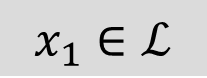 x₁ ∈ ℒ